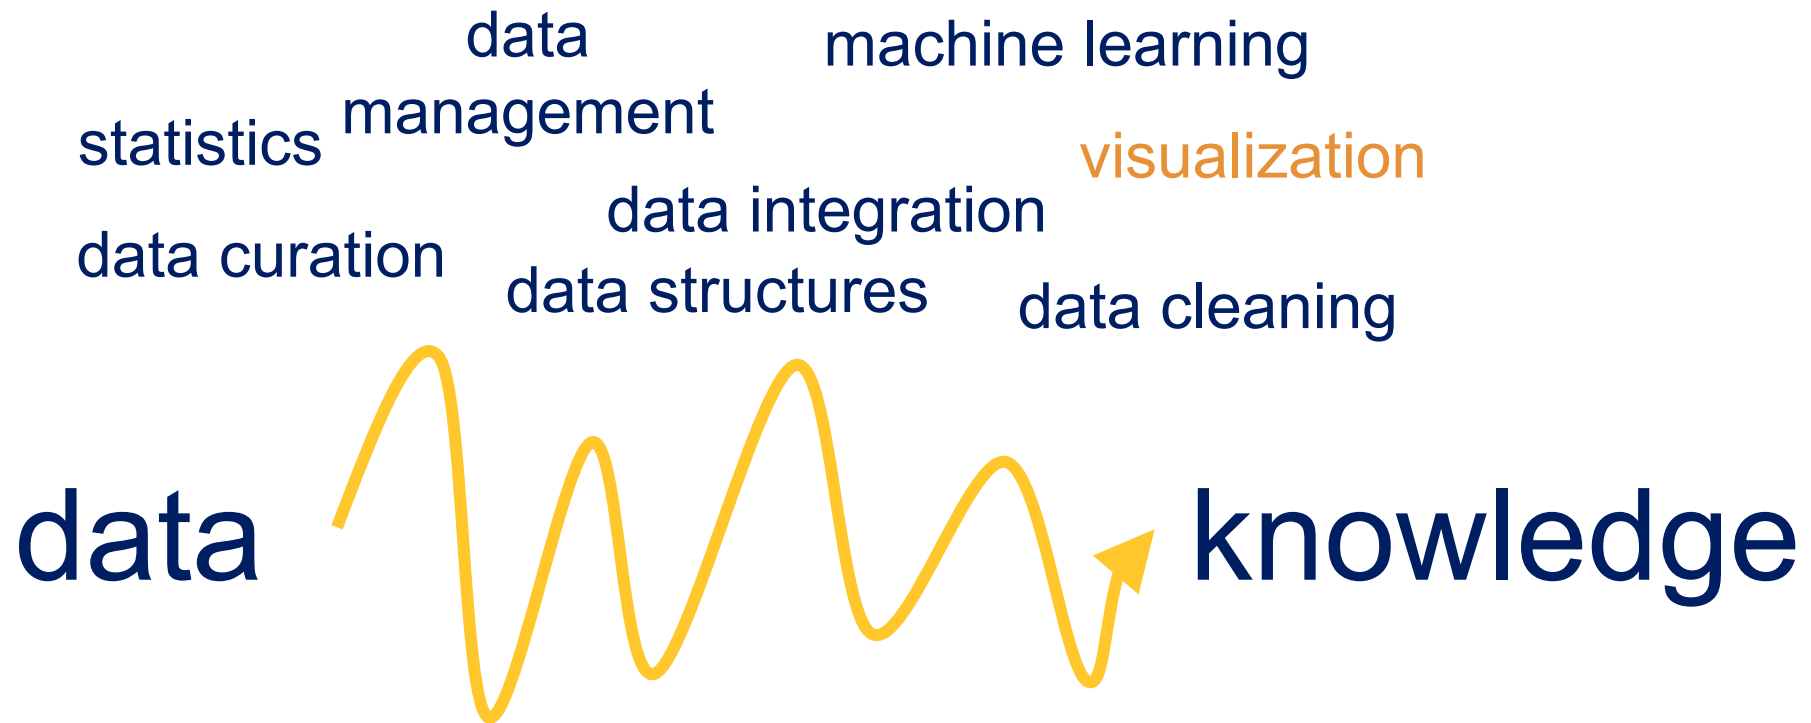 data
management
machine learning
statistics
visualization
data integration
data curation
data structures
data cleaning
data
knowledge